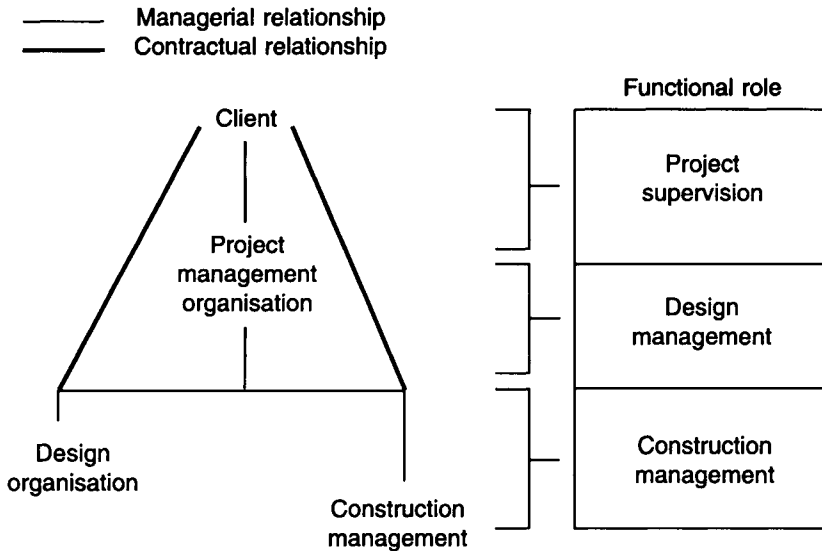 Managerial relationship
Contractual relationship
Client
Project
management
organisation
Design
organisation
Construction
management
Functional role
Project
supervision
Design
management
Construction
management